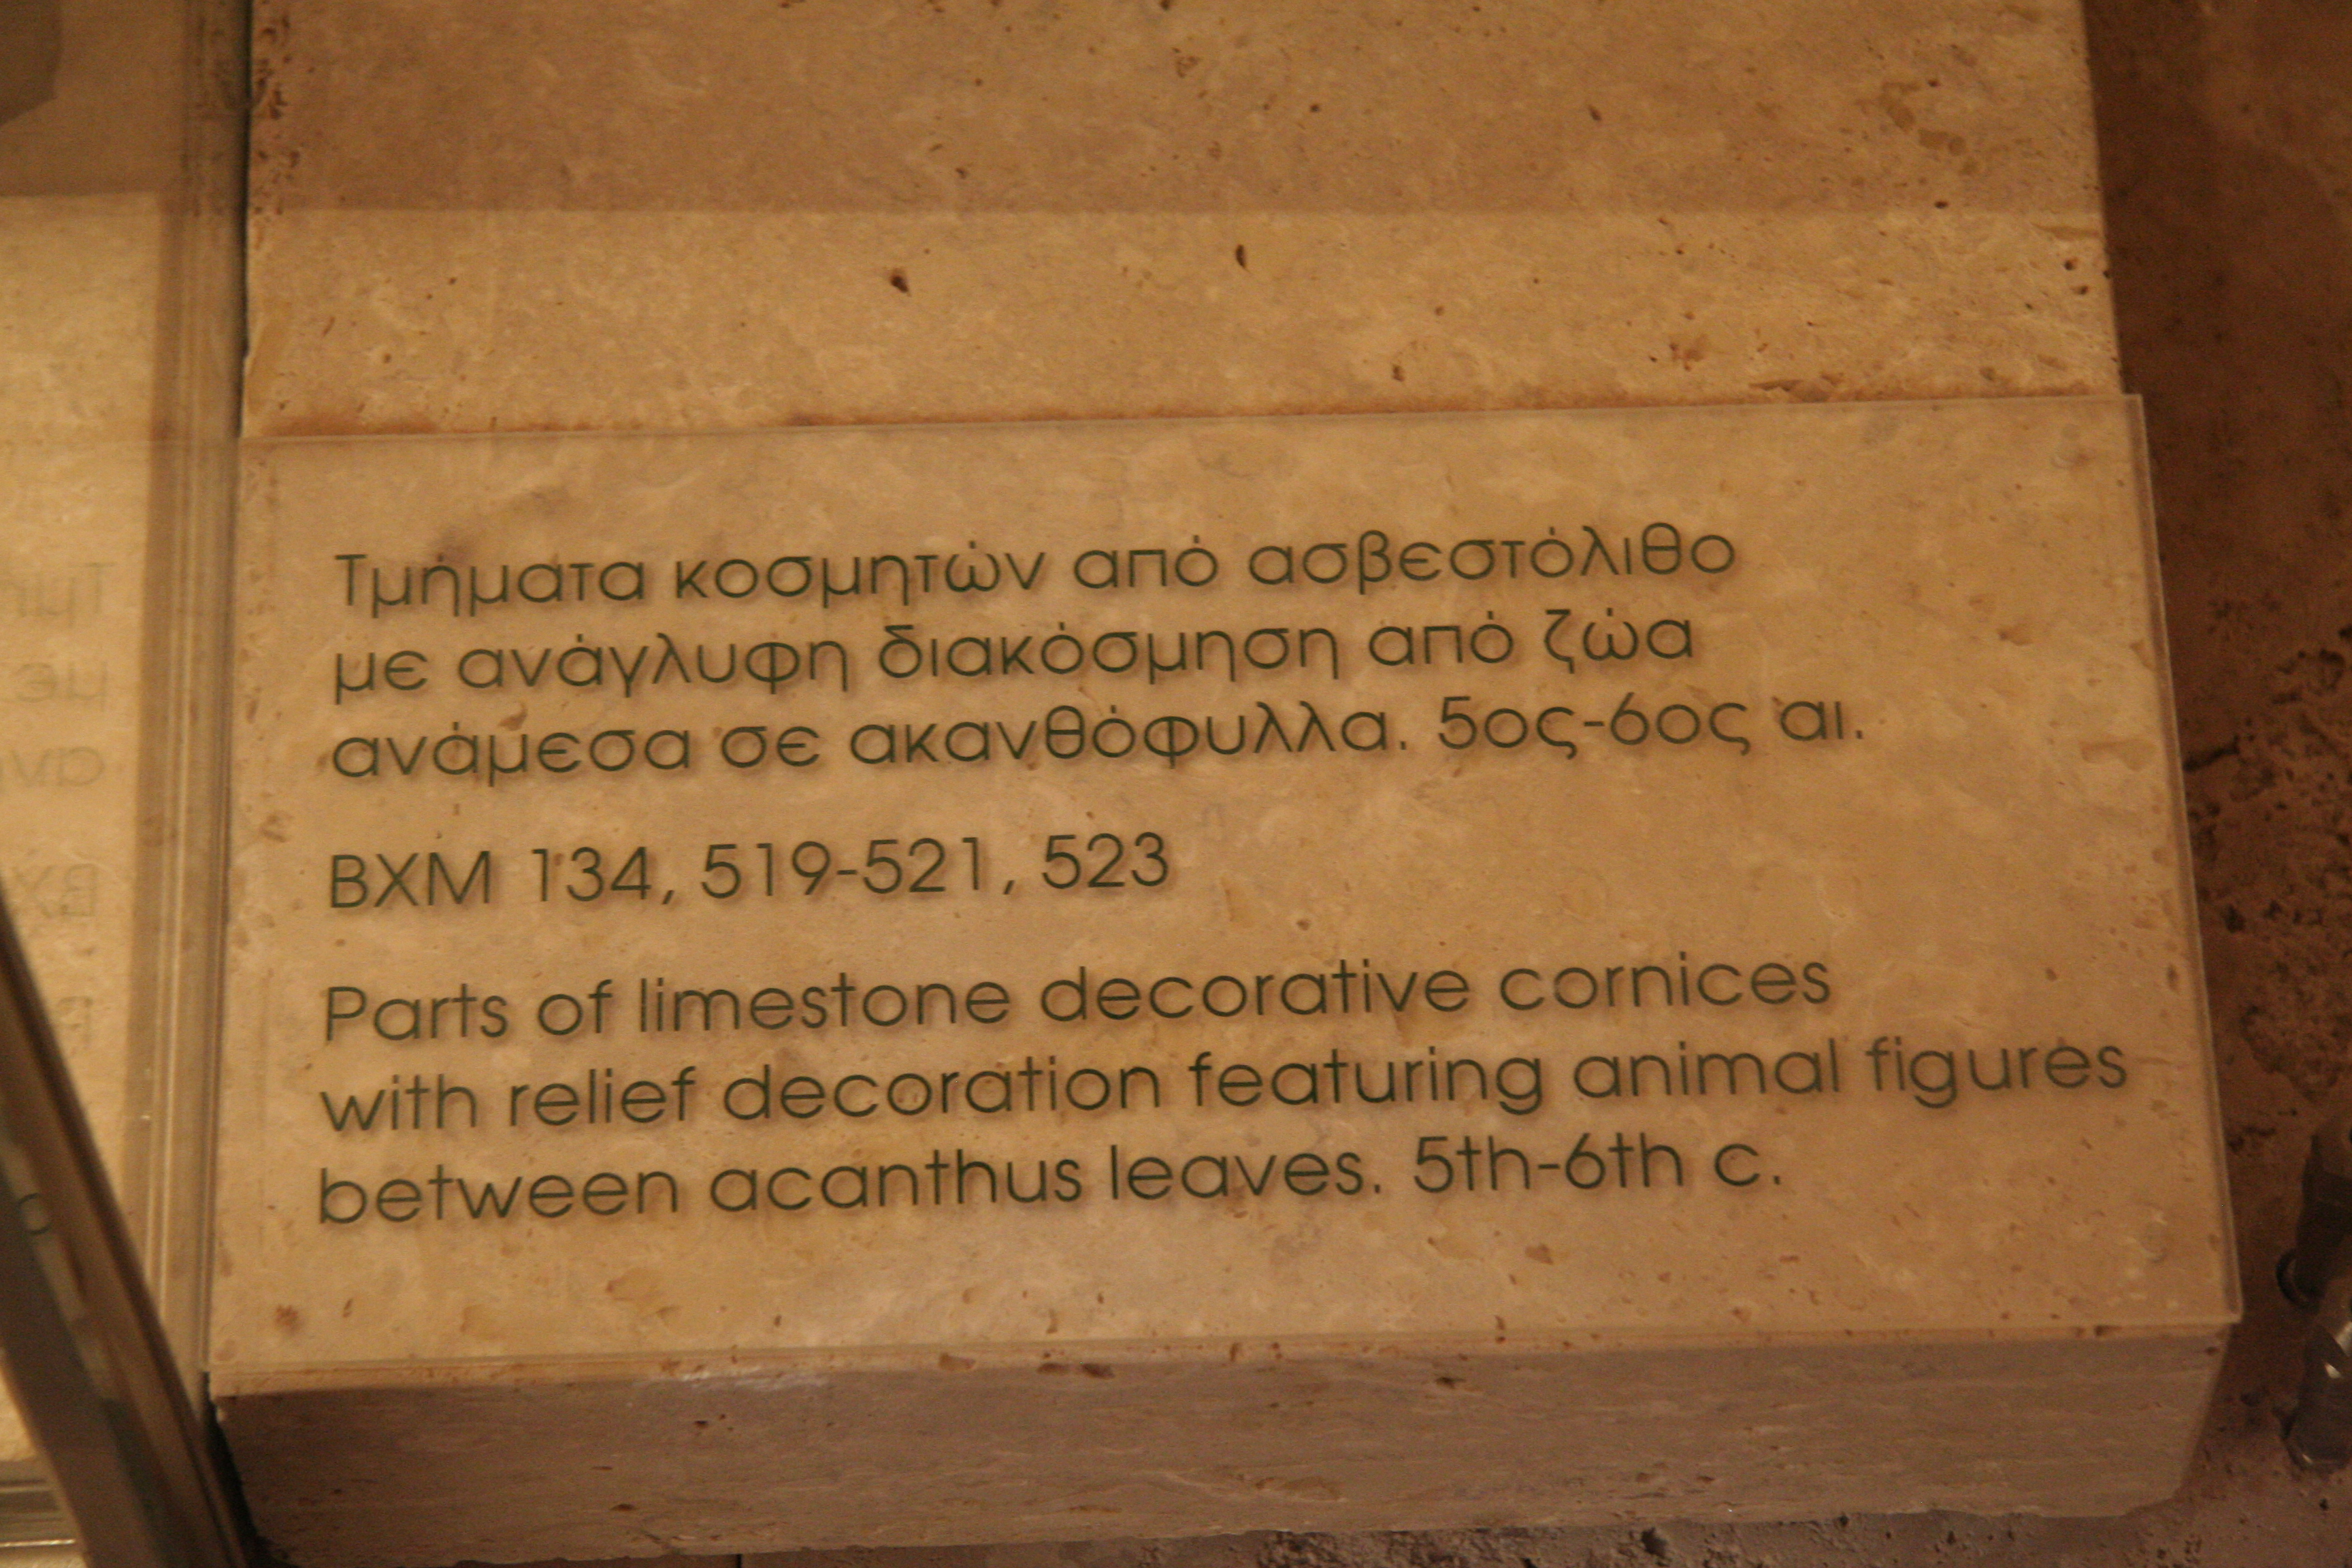 Τμήματα κοσμητών από ασβεστόλιθο
με ανάγλυφη διακόσμηση από ζώα
ανάμεσα σε ακανθόφυλλα. 5ος-6ος αι.
ΒΧΜ 134, 519-521, 523
Parts of limestone decorative cornices
with relief decoration featuring animal figures
between acanthus leaves. 5th-6th c.